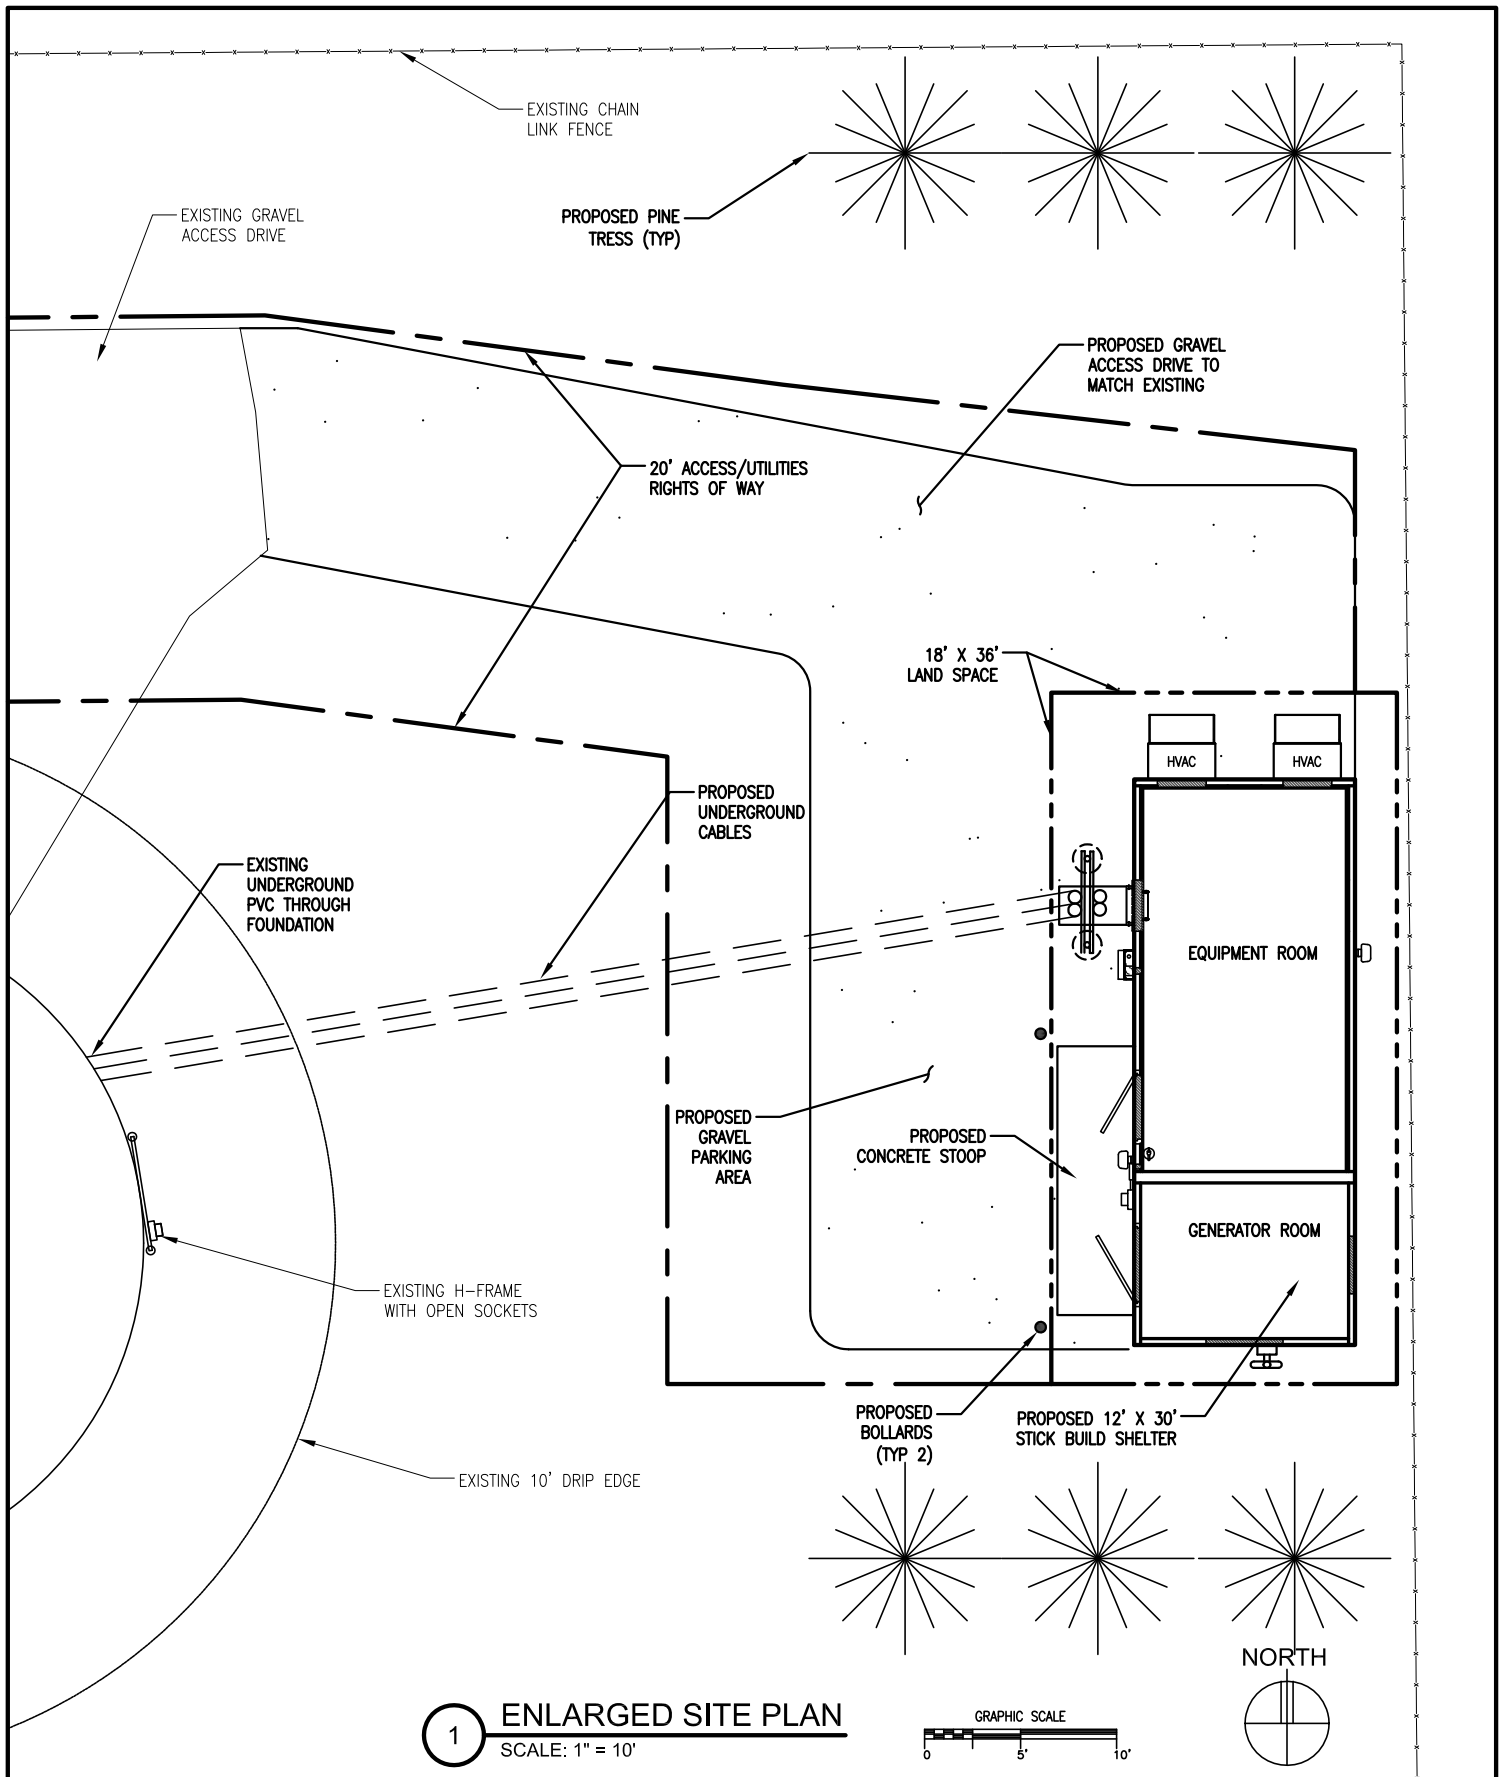 EXISTING CHAIN
LINK FENCE
EXISTING GRAVEL
ACCESS DRIVE
PROPOSED PINE
TRESS (TYP)
PROPOSED GRAVEL
ACCESS DRIVE TO
MATCH EXISTING
20' ACCESS/UTILITIES
RIGHTS OF WAY
18' X 36'
LAND SPACE
HVAC
HVAC
PROPOSED
UNDERGROUND
CABLES
EXISTING
UNDERGROUND
PVC THROUGH
FOUNDATION
EQUIPMENT ROOM
PROPOSED
GRAVEL
PARKING
AREA
PROPOSED
CONCRETE STOOP
GENERATOR ROOM
EXISTING H-FRAME
WITH OPEN SOCKETS
PROPOSED
BOLLARDS
(TYP 2)
PROPOSED 12' X 30'
STICK BUILD SHELTER
EXISTING 10' DRIP EDGE
NORTH
1
ENLARGED SITE PLAN
SCALE: 1" = 10'
GRAPHIC SCALE
0 5' 10'